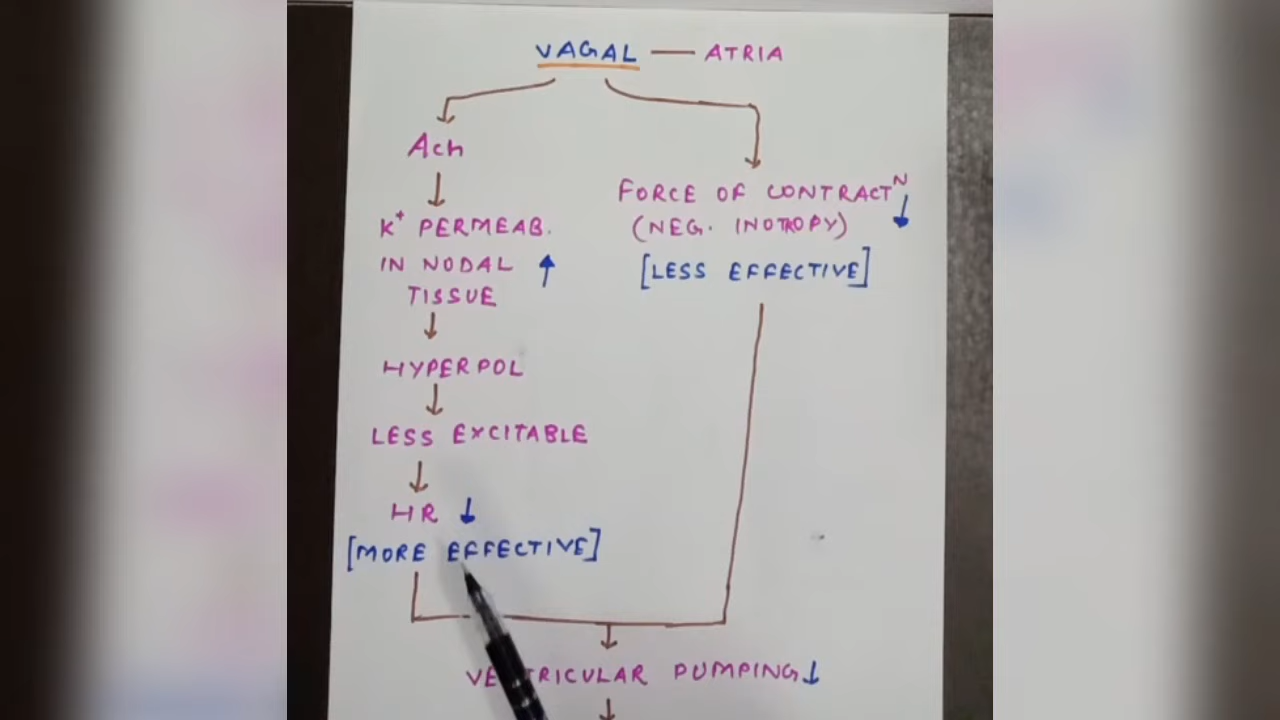 VAGAL — ATRIA
Ach
K+ PERMEAB.
IN NODAL ↑
TISSUE
HYPERPOL
LESS EXCITABLE
HR ↓
[MORE EFFECTIVE]
FORCE OF CONTRACTN ↓
(NEG. INOTROPY)
[LESS EFFECTIVE]
VENTRICULAR PUMPING ↓